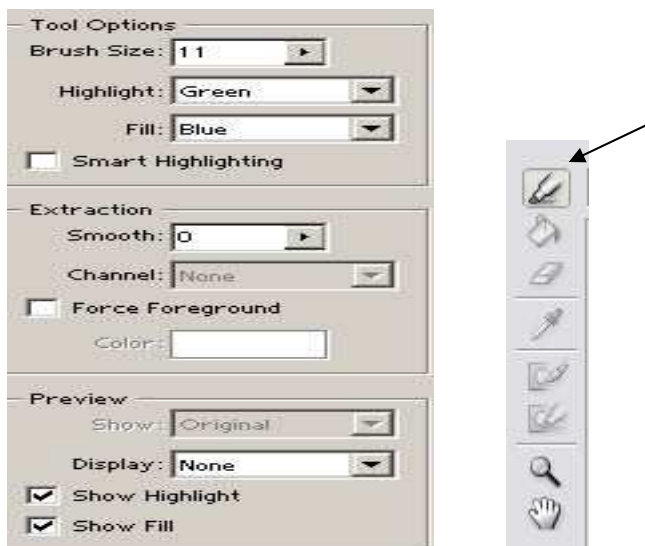 Tool Options
Brush Size: 11
Highlight: Green
Fill: Blue
Smart Highlighting
Extraction
Smooth: 0
Channel: None
Force Foreground
Color:
Preview
Show: Original
Display: None
Show Highlight
Show Fill